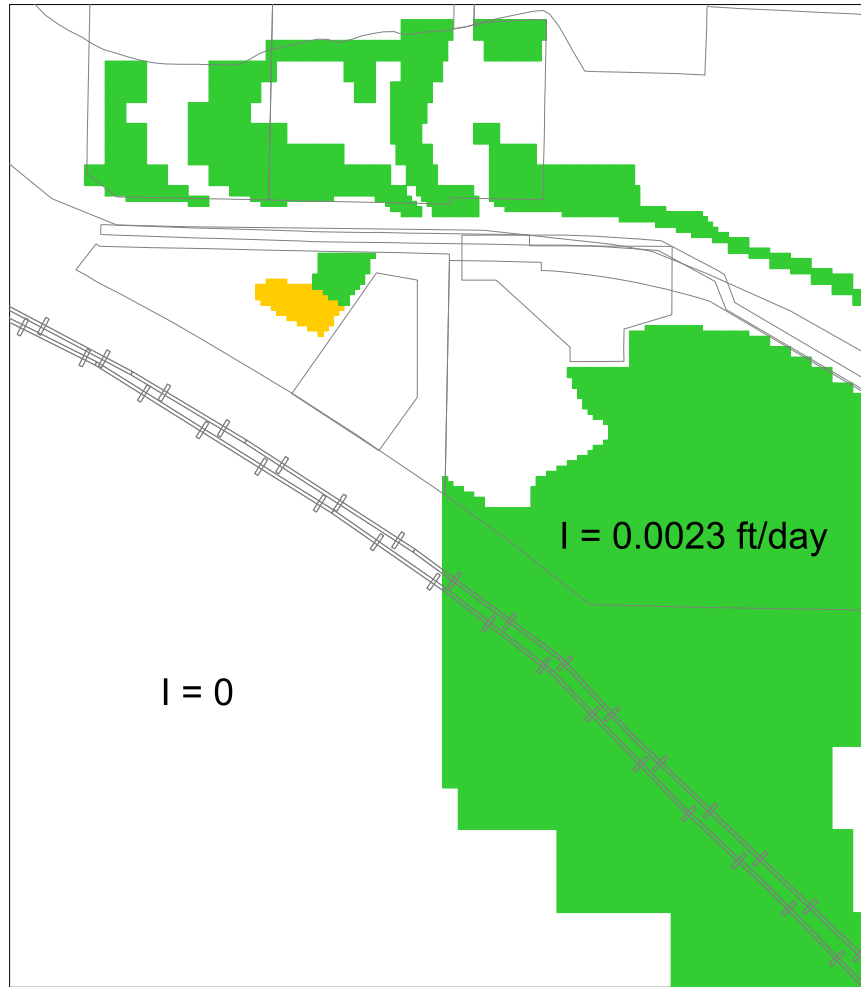 I = 0.0023 ft/day
I = 0